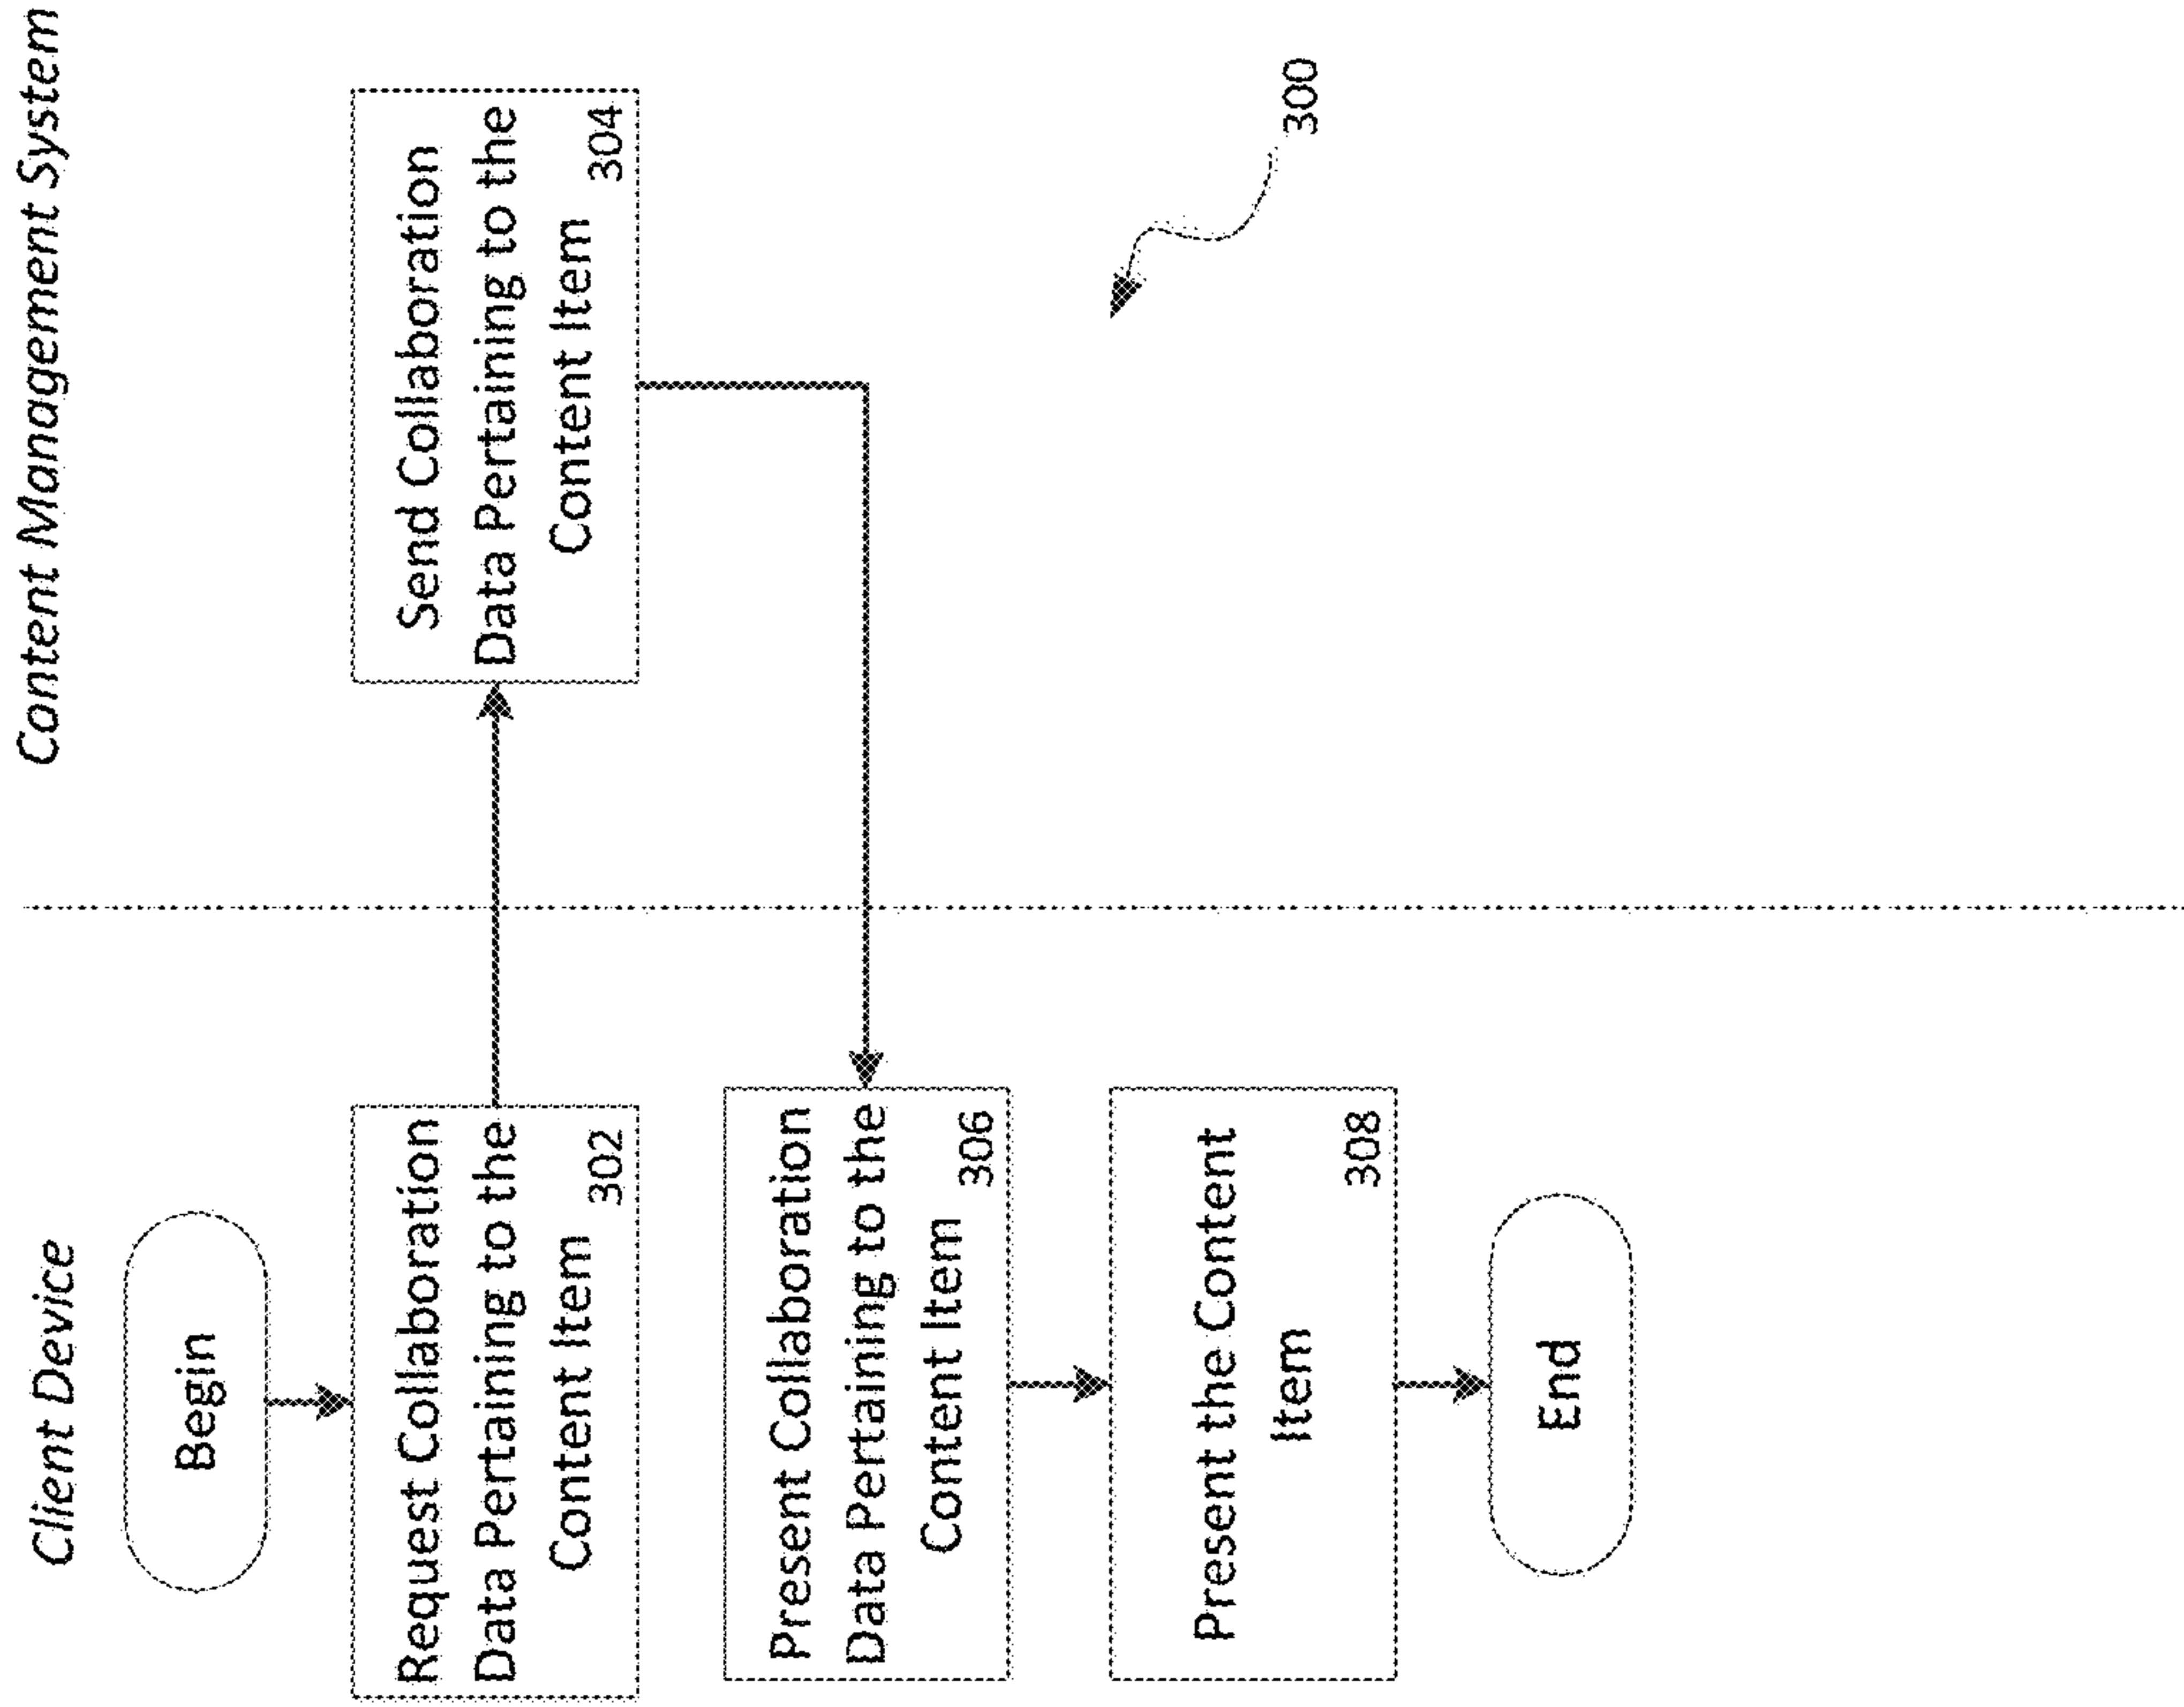 Client Device
Content Management System
Begin
Request Collaboration
Data Pertaining to the
Content Item
302
Send Collaboration
Data Pertaining to the
Content Item
304
Present Collaboration
Data Pertaining to the
Content Item
306
Present the Content
Item
308
End
300